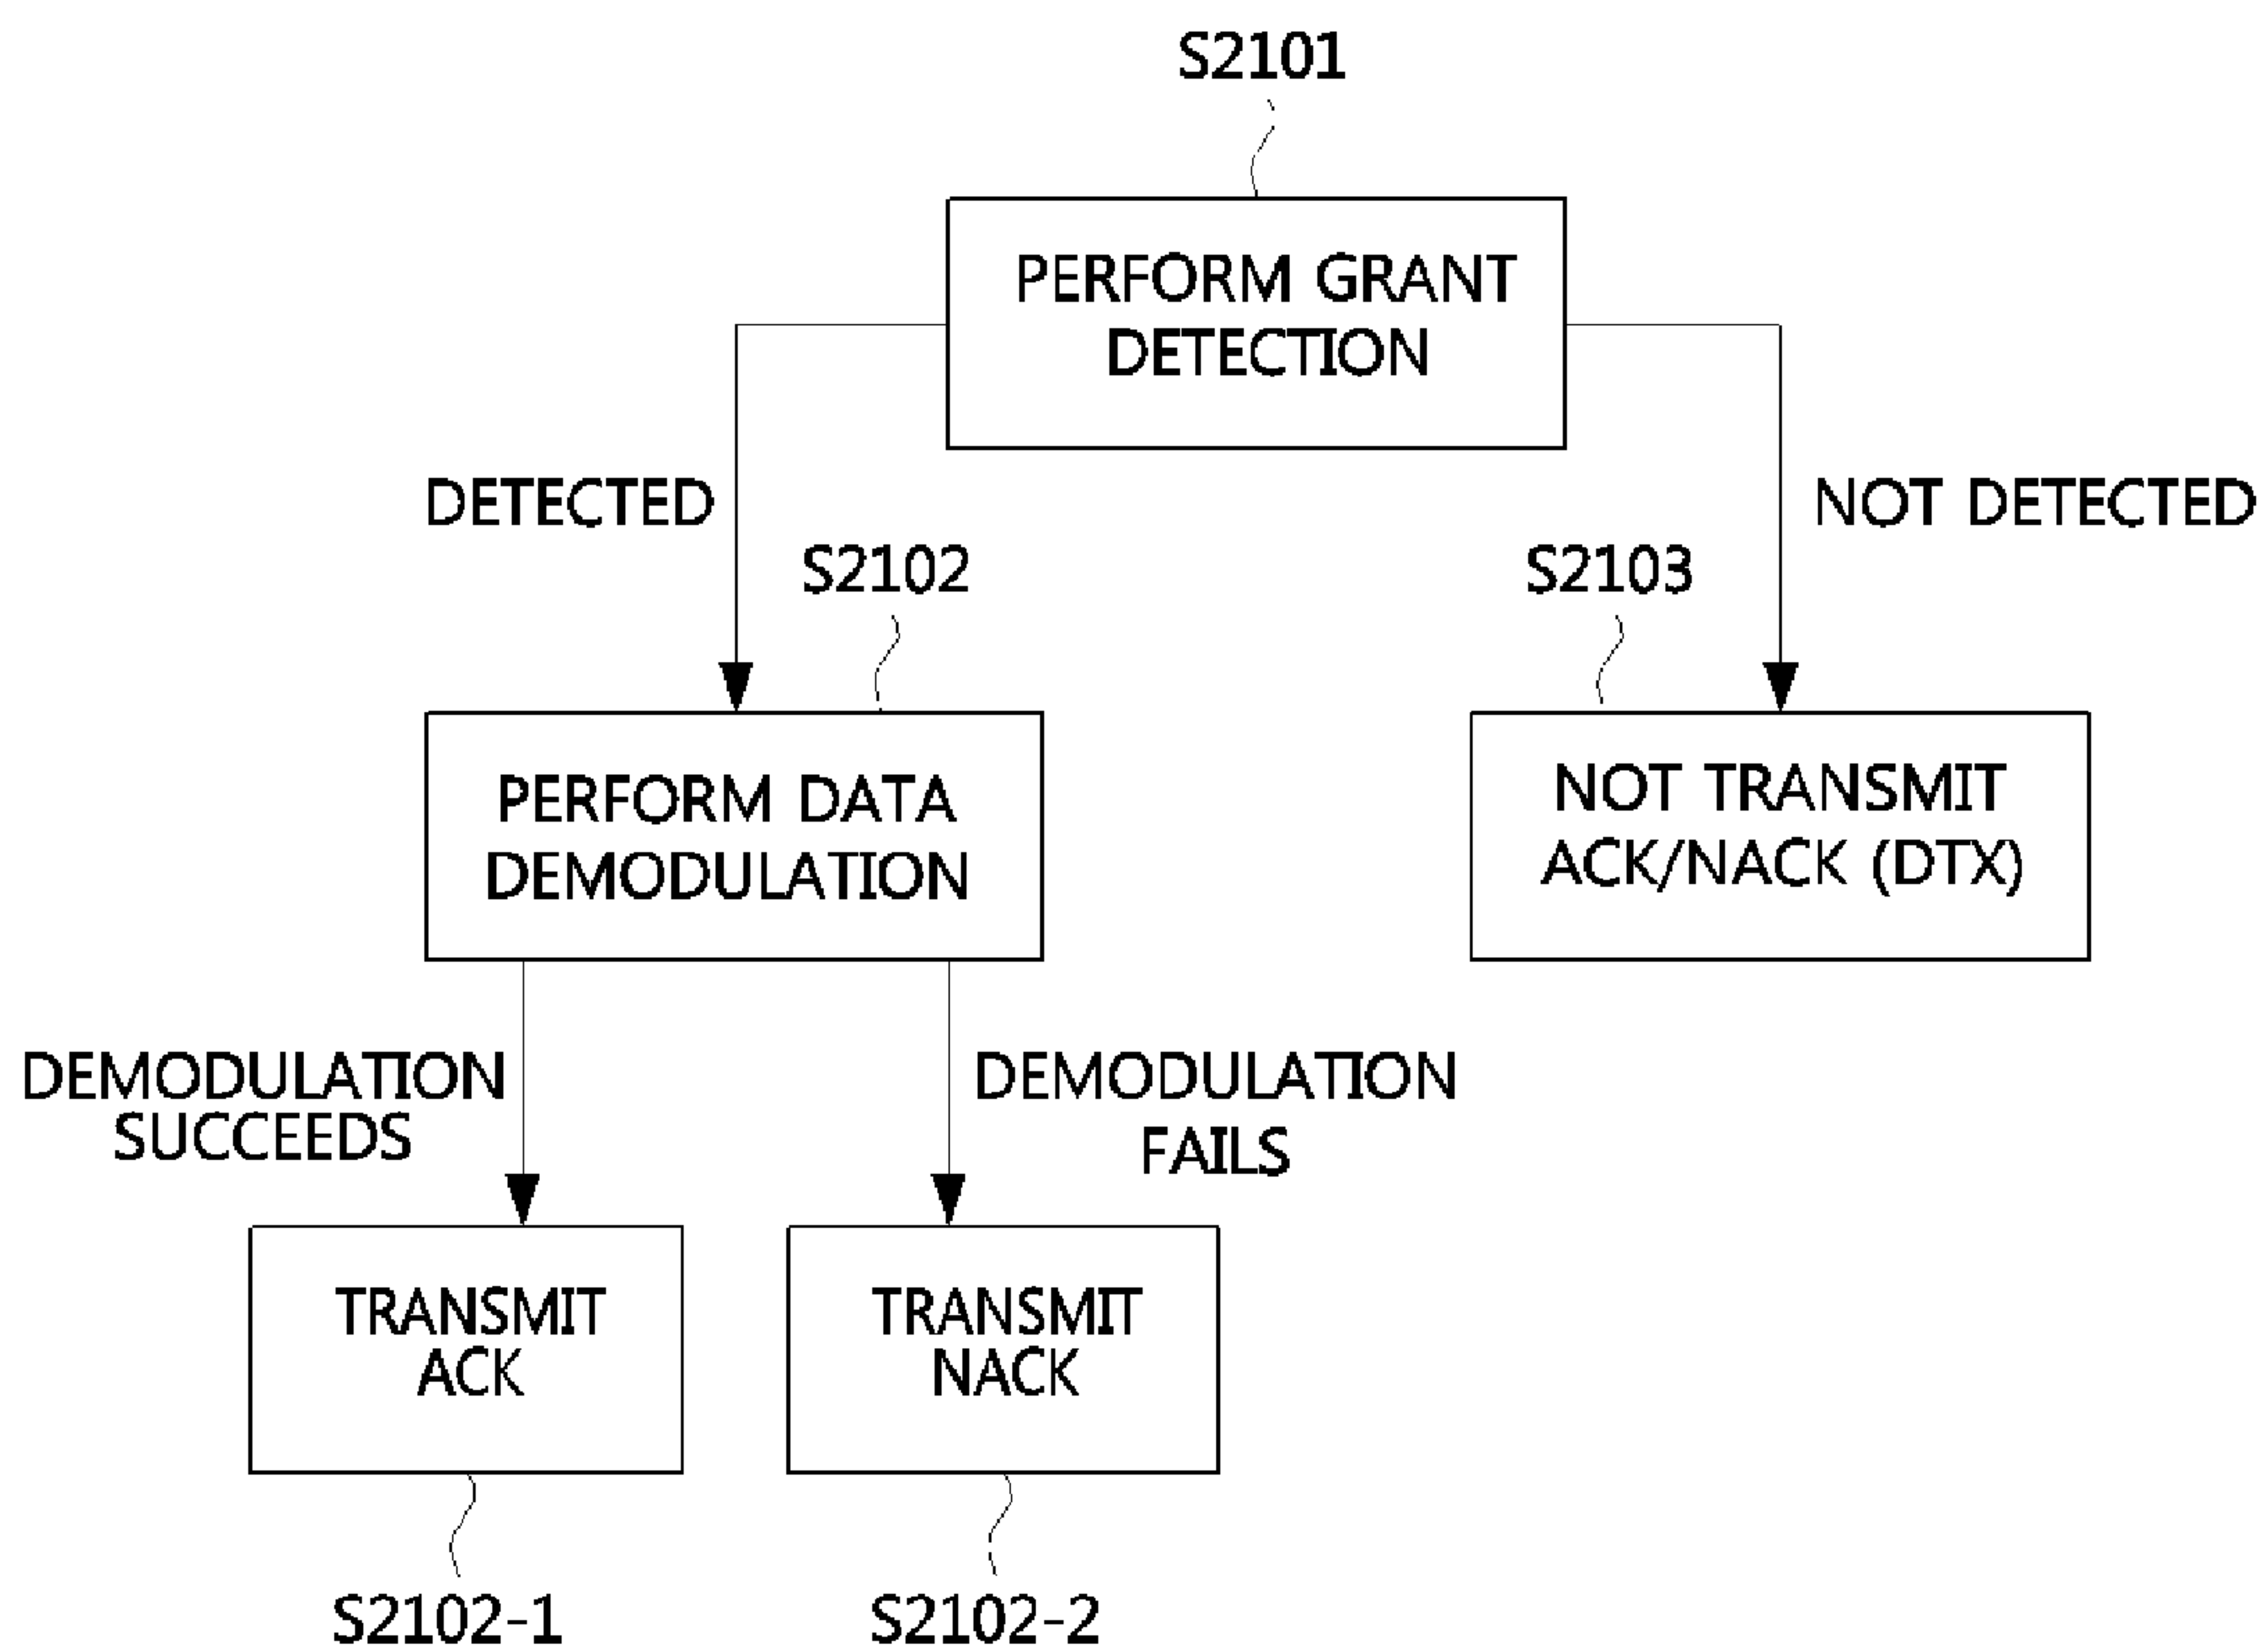 S2101
PERFORM GRANT
DETECTION
DETECTED
NOT DETECTED
S2102
S2103
PERFORM DATA
DEMODULATION
NOT TRANSMIT
ACK/NACK (DTX)
DEMODULATION
SUCCEEDS
DEMODULATION
FAILS
TRANSMIT
ACK
TRANSMIT
NACK
S2102-1
S2102-2